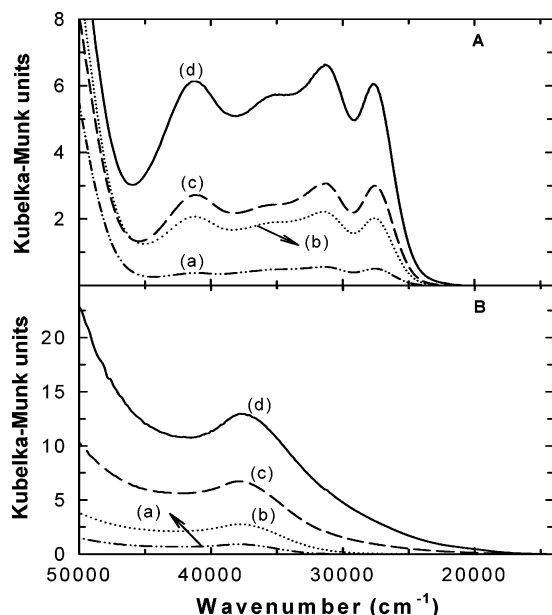 8
6
4
2
Kubelka-Munk units
A
(d)
(c)
(b)
(a)
20
15
10
5
0
Kubelka-Munk units
B
(d)
(c)
(a)
(b)
50000 40000 30000 20000
Wavenumber (cm-1)